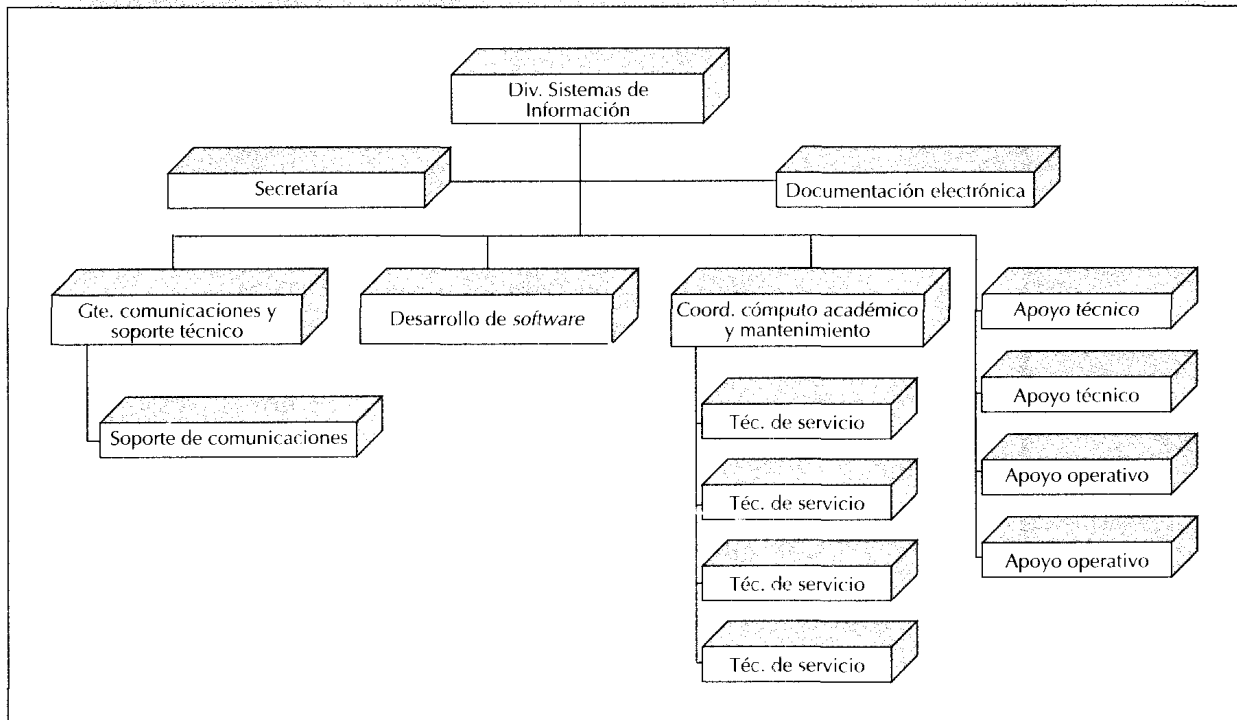 Div. Sistemas de
Información
Secretaría
Documentación electrónica
Gte. comunicaciones y
soporte técnico
Desarrollo de software
Coord. cómputo académico
y mantenimiento
Apoyo técnico
Apoyo técnico
Apoyo operativo
Apoyo operativo
Soporte de comunicaciones
Téc. de servicio
Téc. de servicio
Téc. de servicio
Téc. de servicio